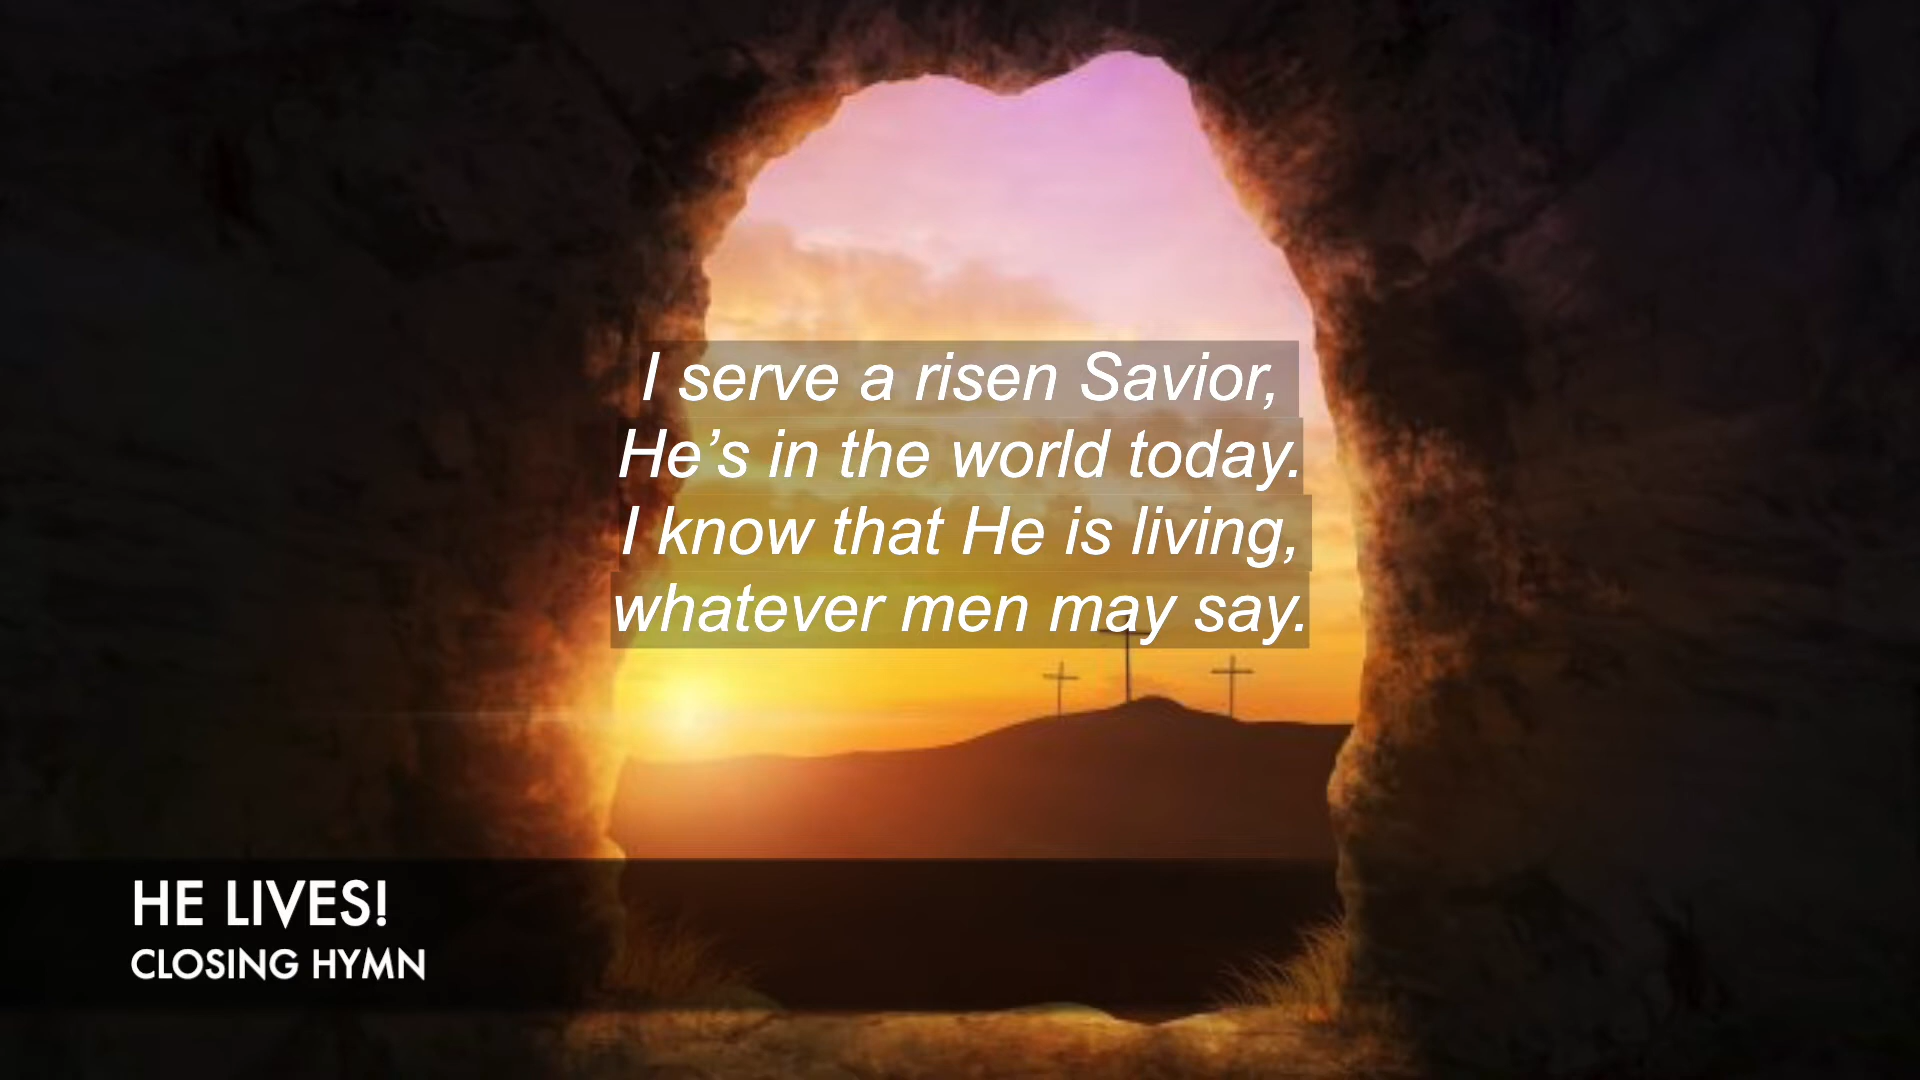 I serve a risen Savior,
He’s in the world today.
I know that He is living,
whatever men may say.
HE LIVES!
CLOSING HYMN